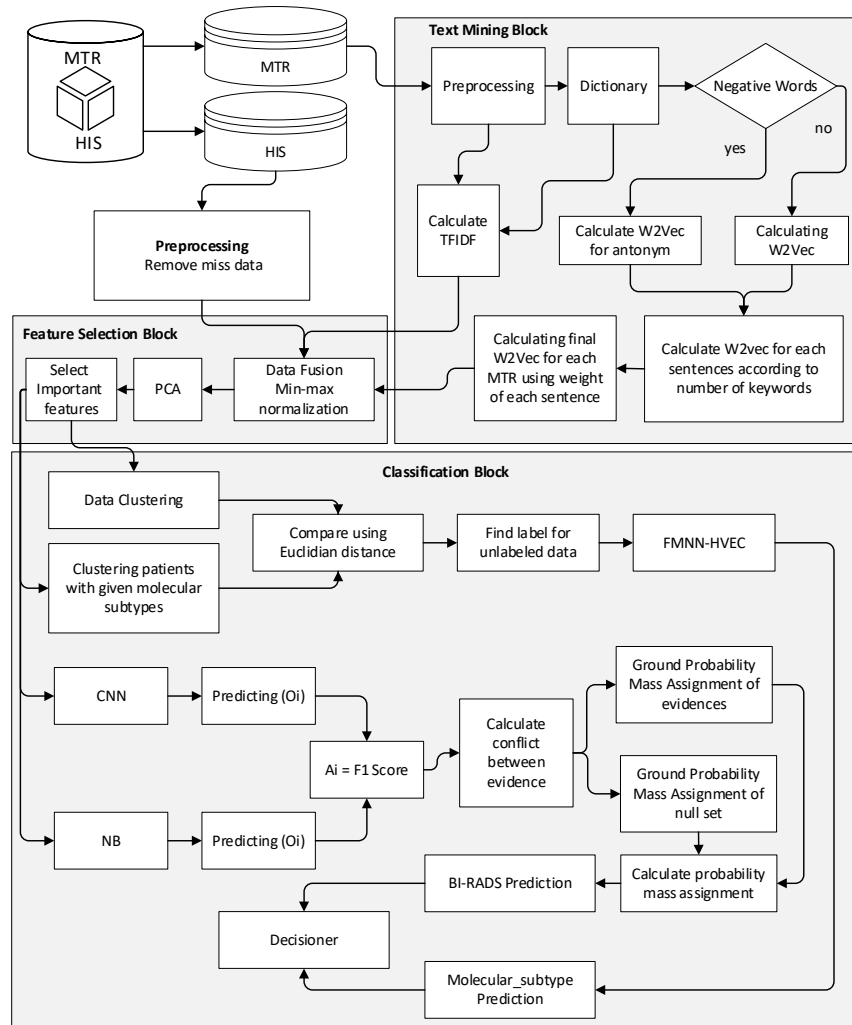 MTR
HIS
MTR
HIS
Preprocessing
Remove miss data
Text Mining Block
Preprocessing
Dictionary
Negative Words
yes
no
Calculate
TFIDF
Calculate W2Vec
for antonym
Calculating
W2Vec
Calculate W2vec for each
sentences according to
number of keywords
Calculating final
W2Vec for each
MTR using weight
of each sentence
Feature Selection Block
Select
Important
features
PCA
Data Fusion
Min-max
normalization
Classification Block
Data Clustering
Clustering patients
with given molecular
subtypes
Compare using
Euclidian distance
Find label for
unlabeled data
FMNN-HVEC
CNN
Predicting (Oi)
NB
Predicting (Oi)
Ai = F1 Score
Calculate
conflict
between
evidence
Ground Probability
Mass Assignment of
evidences
Ground Probability
Mass Assignment of
null set
Calculate probability
mass assignment
BI-RADS Prediction
Decisioner
Molecular_subtype
Prediction